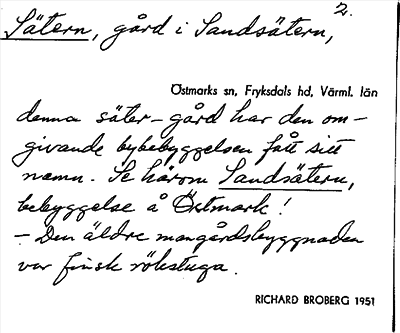 2.
Sätern, gård i Sandsätern,
Östmarks sn, Fryksdals hd, Värml. län
denna säter-gård har den om-
givande bybebyggelsen fått sitt
namn. Se härom Sandsätern,
bebyggelse å Östmark!
- Den äldre mangårdsbyggnaden
var finsk rökstuga.
RICHARD BROBERG 1951